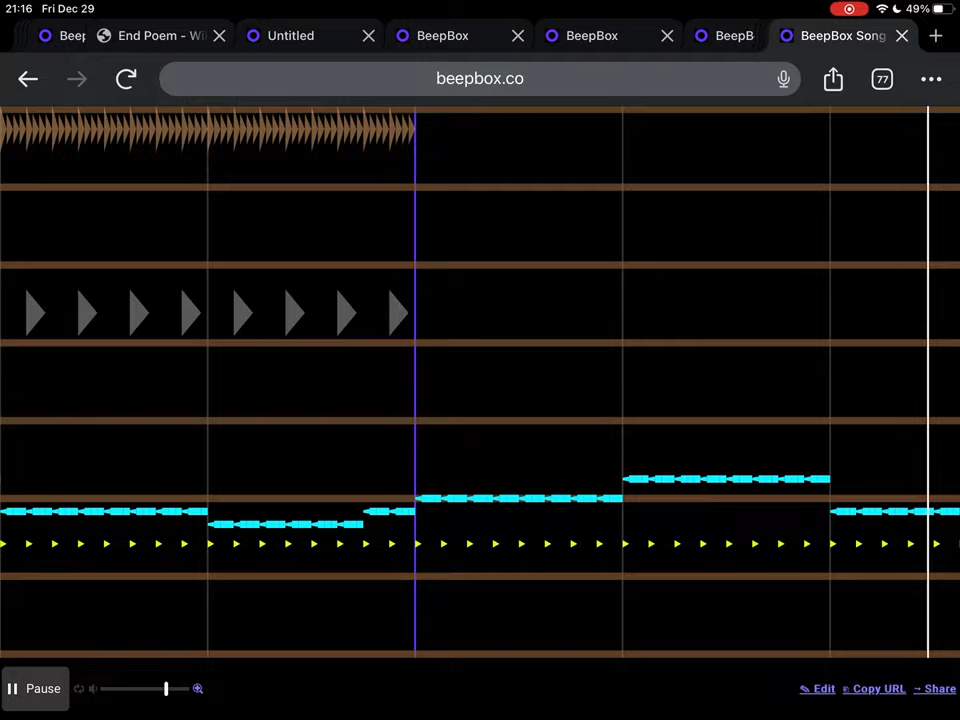 21:16 Fri Dec 29 49%
Beep End Poem - Wi Untitled BeepBox BeepBox BeepB BeepBox Song
beepbox.co 77
Pause Edit Copy URL Share